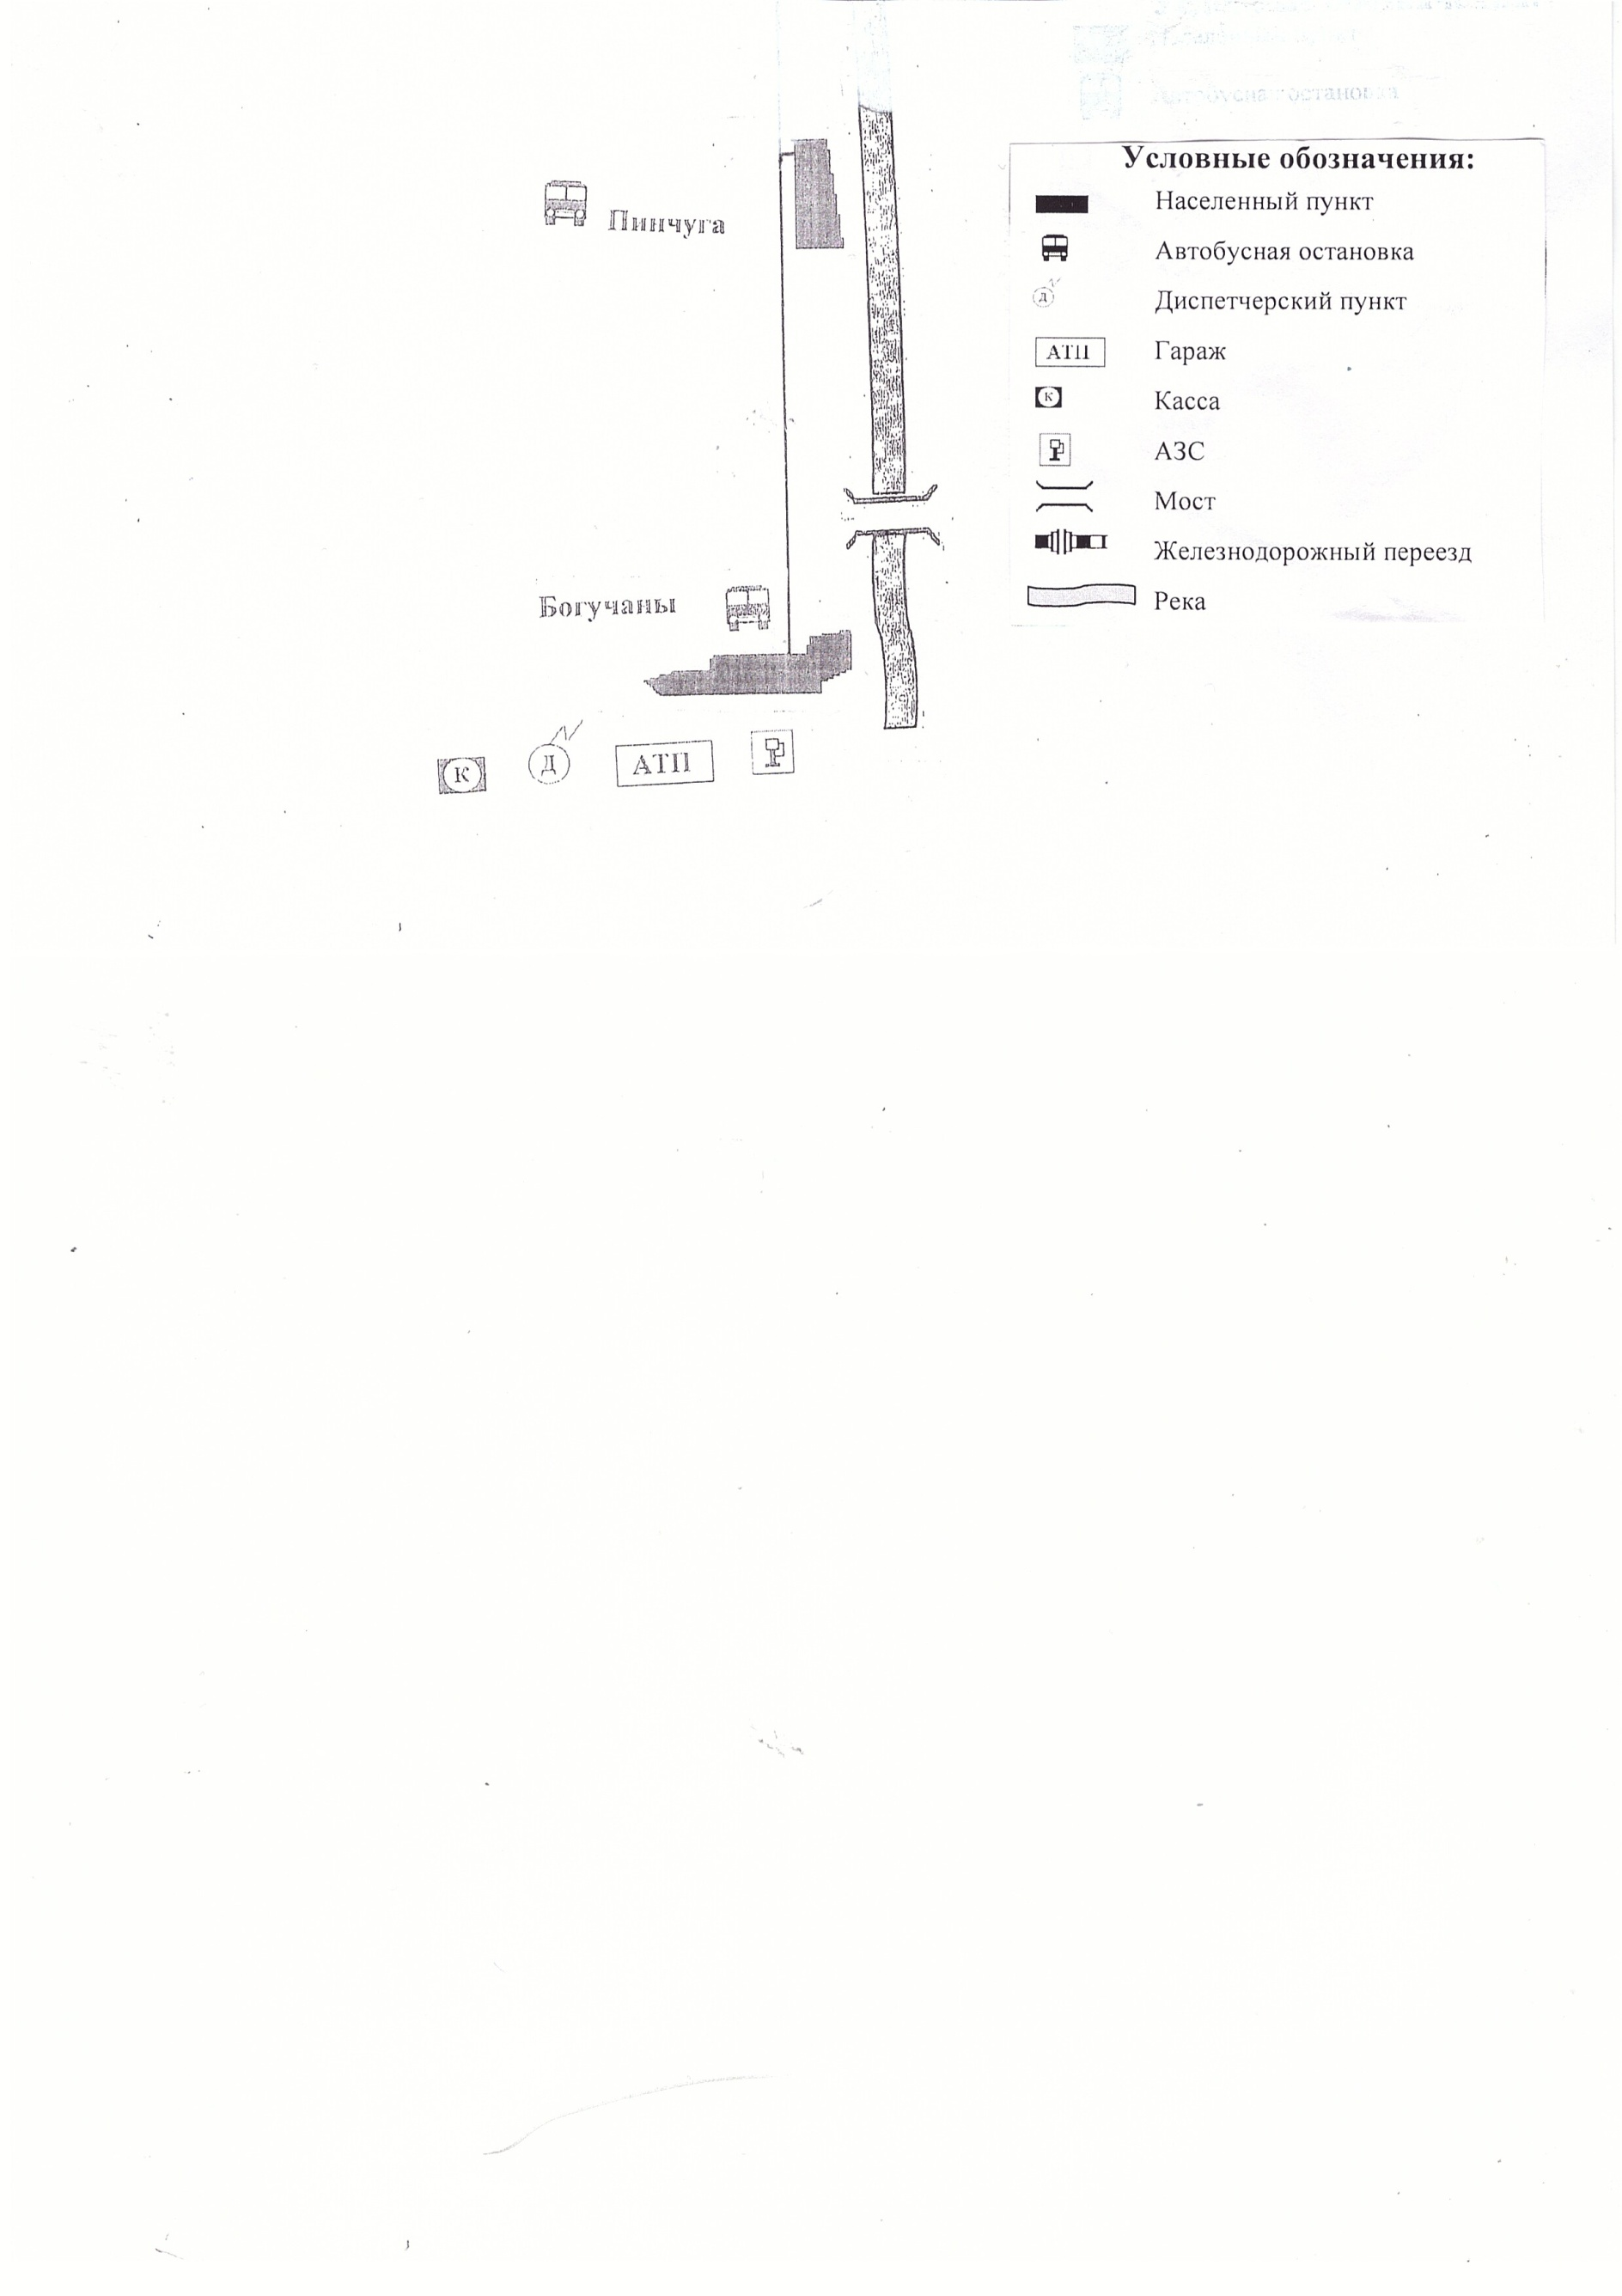 Условные обозначения:
Населенный пункт
Автобусная остановка
Д
Диспетчерский пункт
АТП
Гараж
К
Касса
АЗС
Мост
Железнодорожный переезд
Река
Пинчуга
Богучаны
К
Д
АТП